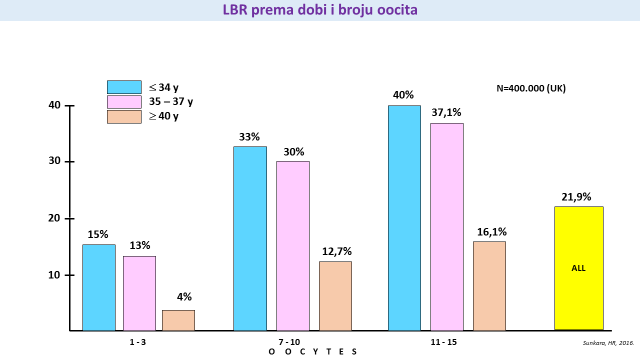 LBR prema dobi i broju oocita
≤ 34 y
35 – 37 y
≥ 40 y
N=400.000 (UK)
40
30
20
10
15%
13%
4%
33%
30%
12,7%
40%
37,1%
16,1%
21,9%
ALL
1 - 3
7 - 10
11 - 15
O O C Y T E S
Sunkara, HR, 2016.